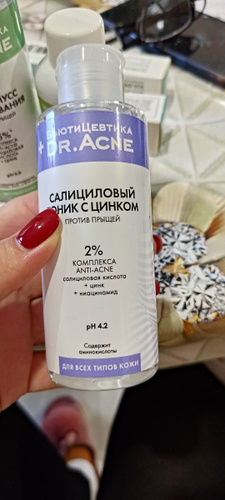 БЬЮТИЦЕВТИКА
+ DR.ACNE
САЛИЦИЛОВЫЙ
ТОНИК С ЦИНКОМ
ПРОТИВ ПРЫЩЕЙ
2%
КОМПЛЕКСА
ANTI-ACNE
салициловая кислота
+ цинк
+ ниацинамид
pH 4.2
Содержит
аминокислоты
ДЛЯ ВСЕХ ТИПОВ КОЖИ